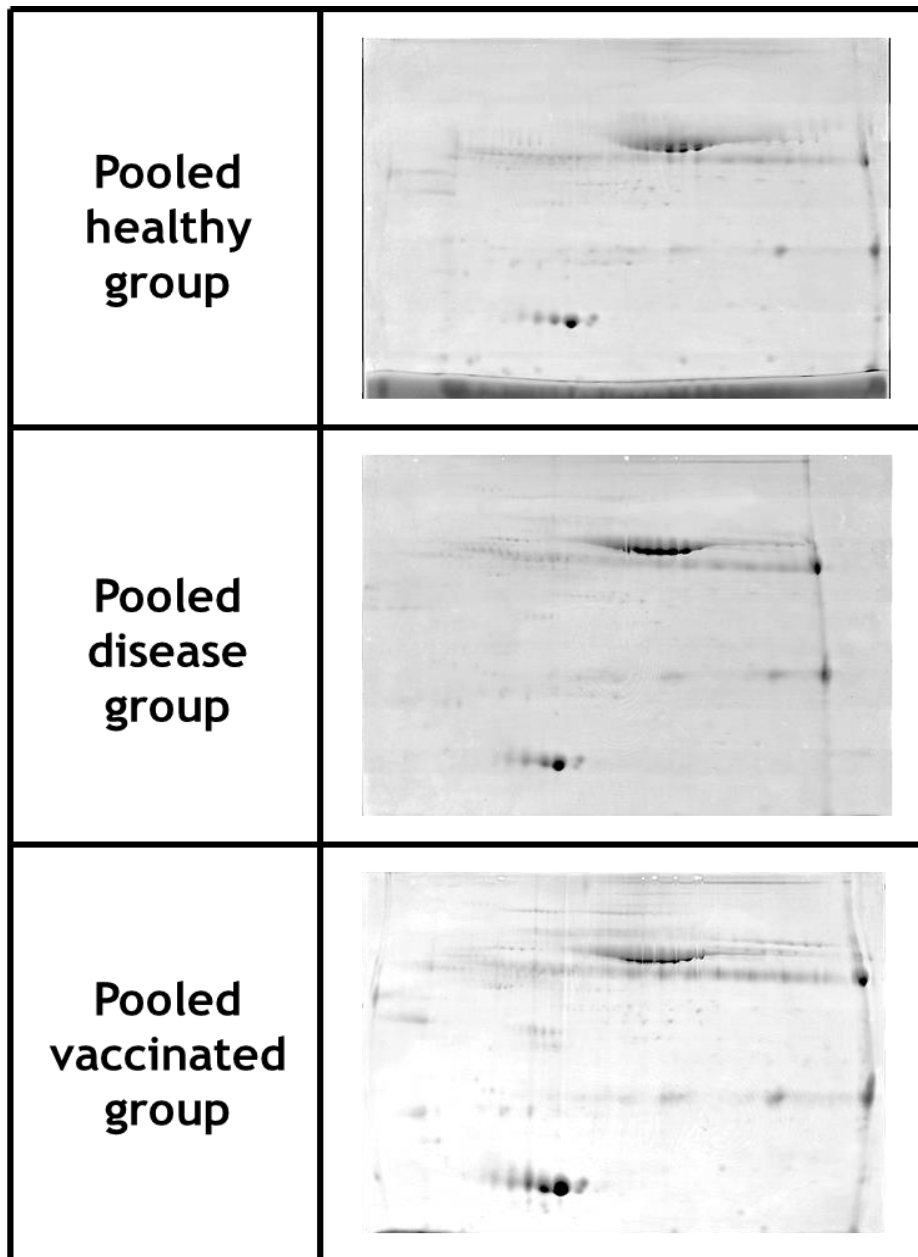 Pooled
healthy
group
Pooled
disease
group
Pooled
vaccinated
group